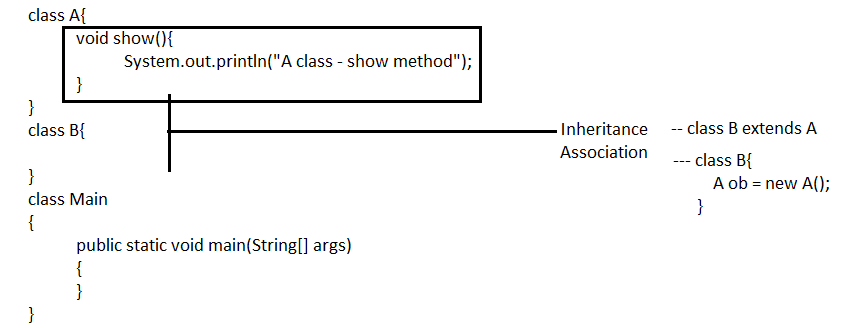 class A{
void show(){
System.out.println("A class - show method");
}
}
class B{
}
class Main
{
public static void main(String[] args)
{
}
}
Inheritance
Association
-- class B extends A
--- class B{
A ob = new A();
}